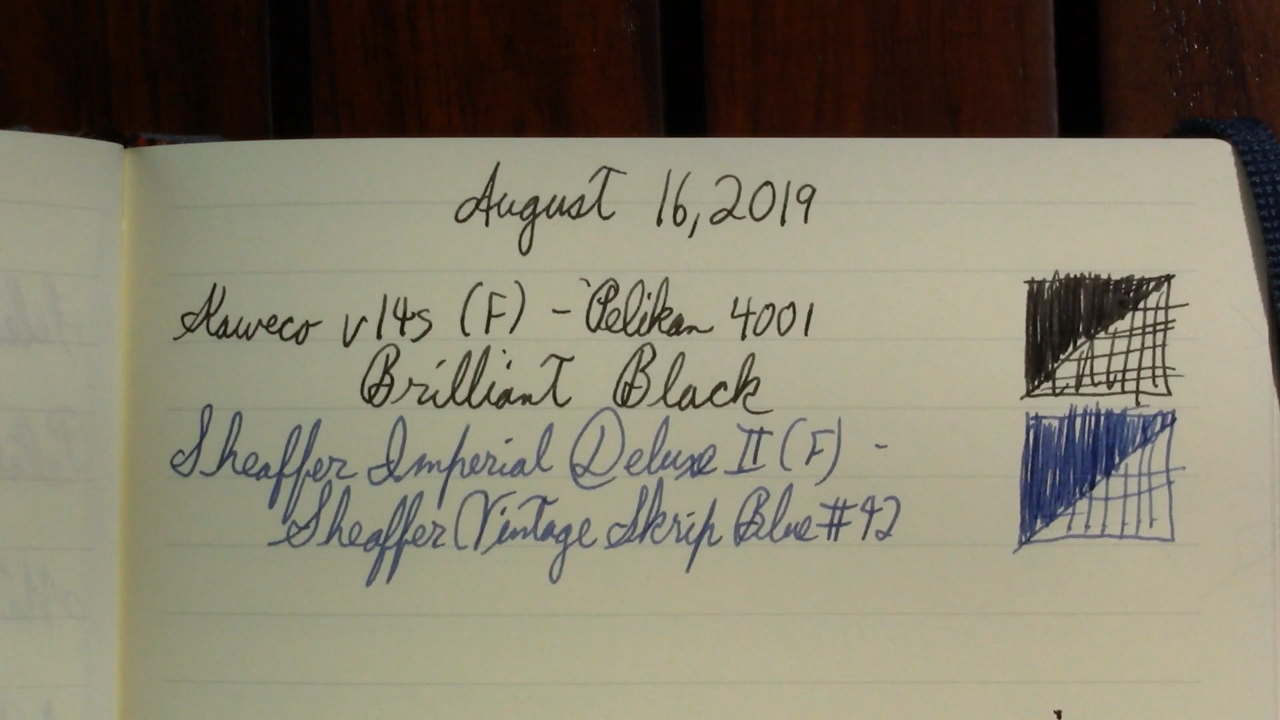 August 16, 2019
Kaweco v14s (F) - Pelikan 4001
Brilliant Black
Sheaffer Imperial Deluxe II (F) -
Sheaffer Vintage Skrip Blue #42